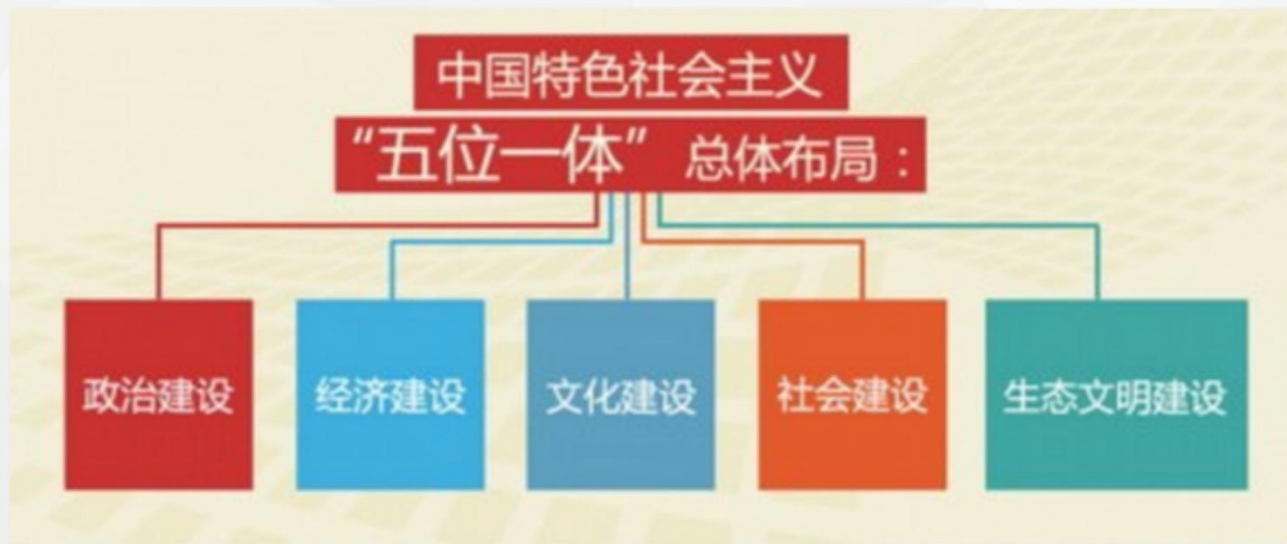 中国特色社会主义
“五位一体”总体布局：
政治建设
经济建设
文化建设
社会建设
生态文明建设